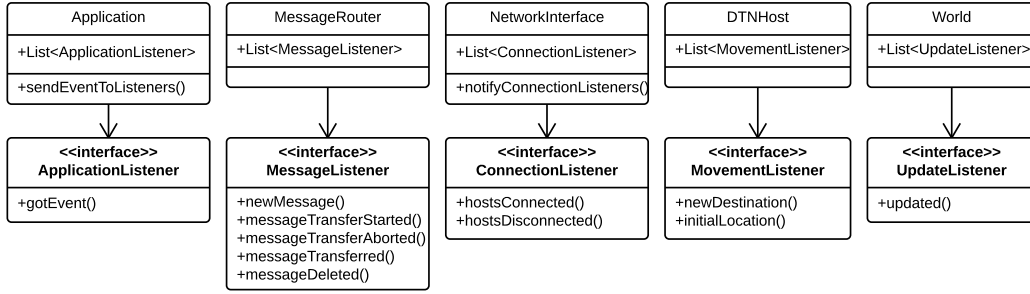 Application
+List<ApplicationListener>
+sendEventToListeners()
MessageRouter
+List<MessageListener>
NetworkInterface
+List<ConnectionListener>
+notifyConnectionListeners()
DTNHost
+List<MovementListener>
World
+List<UpdateListener>
<<interface>>
ApplicationListener
+gotEvent()
<<interface>>
MessageListener
+newMessage()
+messageTransferStarted()
+messageTransferAborted()
+messageTransferred()
+messageDeleted()
<<interface>>
ConnectionListener
+hostsConnected()
+hostsDisconnected()
<<interface>>
MovementListener
+newDestination()
+initialLocation()
<<interface>>
UpdateListener
+updated()